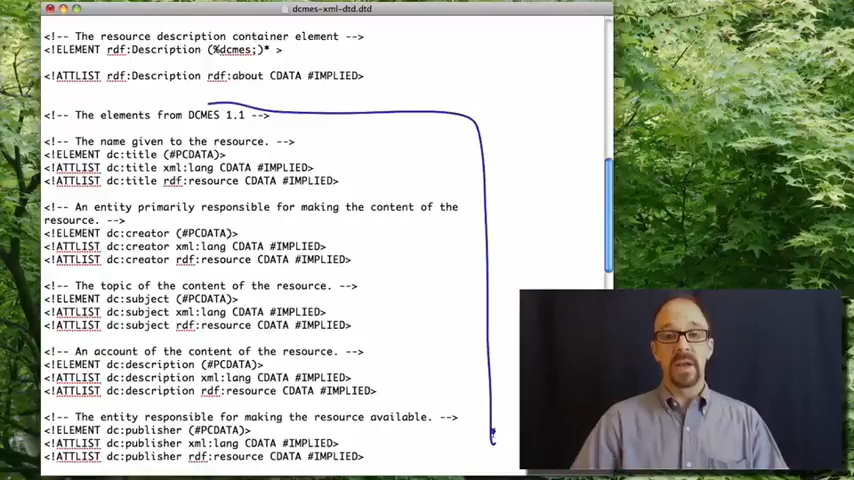 dcmes-xml-dtd.dtd
<!-- The resource description container element -->
<!ELEMENT rdf:Description (%dcmes;)* >
<!ATTLIST rdf:Description rdf:about CDATA #IMPLIED>
<!-- The elements from DCMES 1.1 -->
<!-- The name given to the resource. -->
<!ELEMENT dc:title (#PCDATA)>
<!ATTLIST dc:title xml:lang CDATA #IMPLIED>
<!ATTLIST dc:title rdf:resource CDATA #IMPLIED>
<!-- An entity primarily responsible for making the content of the
resource. -->
<!ELEMENT dc:creator (#PCDATA)>
<!ATTLIST dc:creator xml:lang CDATA #IMPLIED>
<!ATTLIST dc:creator rdf:resource CDATA #IMPLIED>
<!-- The topic of the content of the resource. -->
<!ELEMENT dc:subject (#PCDATA)>
<!ATTLIST dc:subject xml:lang CDATA #IMPLIED>
<!ATTLIST dc:subject rdf:resource CDATA #IMPLIED>
<!-- An account of the content of the resource. -->
<!ELEMENT dc:description (#PCDATA)>
<!ATTLIST dc:description xml:lang CDATA #IMPLIED>
<!ATTLIST dc:description rdf:resource CDATA #IMPLIED>
<!-- The entity responsible for making the resource available. -->
<!ELEMENT dc:publisher (#PCDATA)>
<!ATTLIST dc:publisher xml:lang CDATA #IMPLIED>
<!ATTLIST dc:publisher rdf:resource CDATA #IMPLIED>